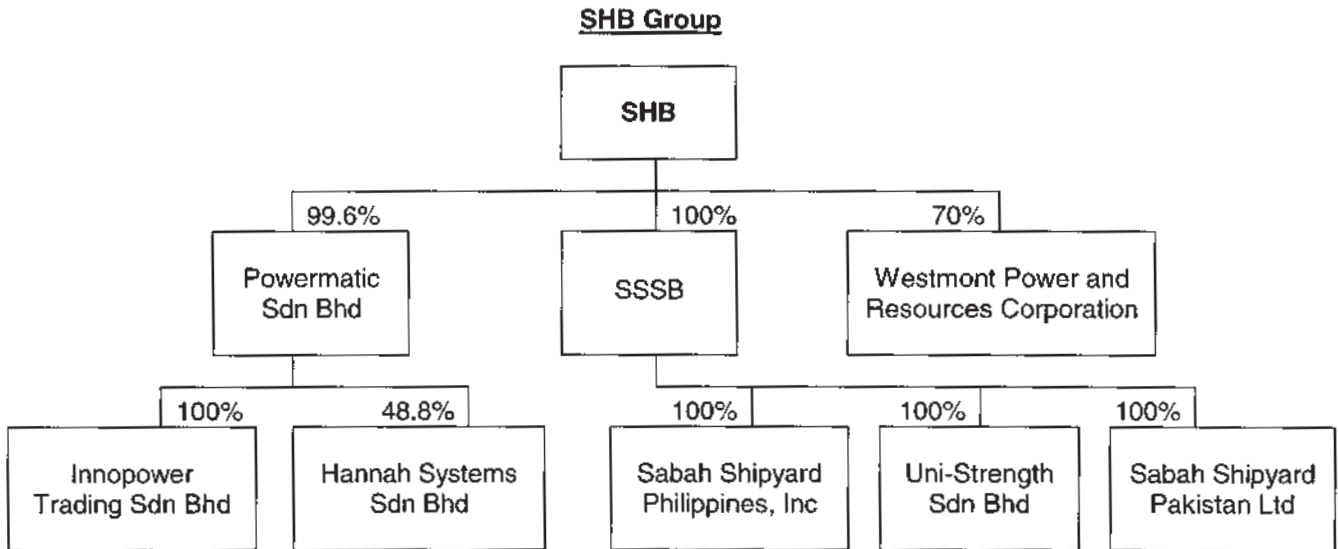 SHB Group
SHB
99.6%
100%
70%
Powermatic
Sdn Bhd
SSSB
Westmont Power and
Resources Corporation
100%
48.8%
100%
100%
100%
Innopower
Trading Sdn Bhd
Hannah Systems
Sdn Bhd
Sabah Shipyard
Philippines, Inc
Uni-Strength
Sdn Bhd
Sabah Shipyard
Pakistan Ltd